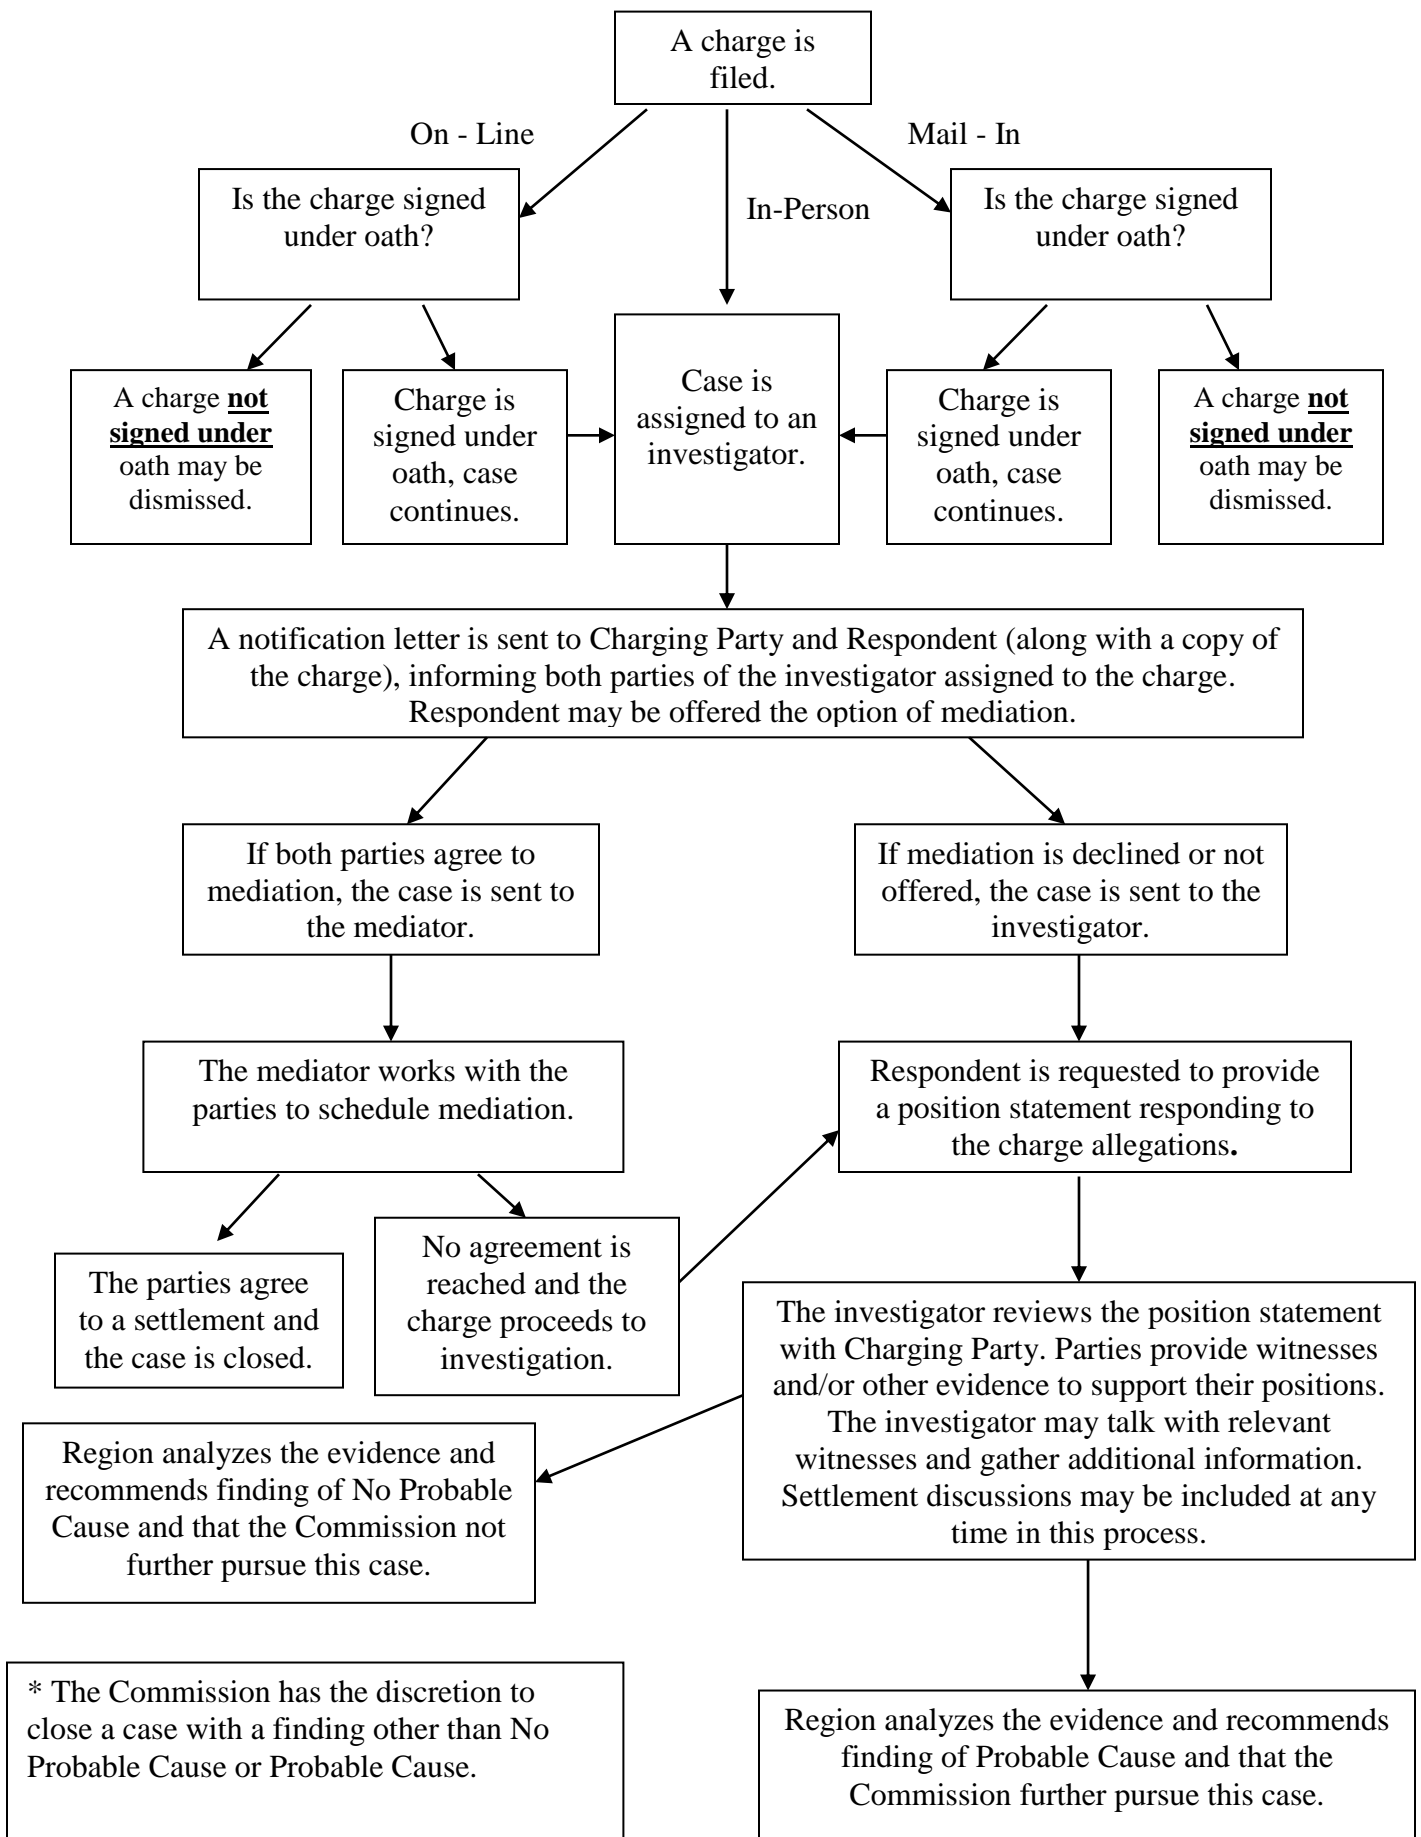 A charge is
filed.
On - Line
Mail - In
In-Person
Is the charge signed
under oath?
Is the charge signed
under oath?
A charge not
signed under
oath may be
dismissed.
Charge is
signed under
oath, case
continues.
Case is
assigned to an
investigator.
Charge is
signed under
oath, case
continues.
A charge not
signed under
oath may be
dismissed.
A notification letter is sent to Charging Party and Respondent (along with a copy of
the charge), informing both parties of the investigator assigned to the charge.
Respondent may be offered the option of mediation.
If both parties agree to
mediation, the case is sent to
the mediator.
If mediation is declined or not
offered, the case is sent to the
investigator.
The mediator works with the
parties to schedule mediation.
Respondent is requested to provide
a position statement responding to
the charge allegations.
The parties agree
to a settlement and
the case is closed.
No agreement is
reached and the
charge proceeds to
investigation.
The investigator reviews the position statement
with Charging Party. Parties provide witnesses
and/or other evidence to support their positions.
The investigator may talk with relevant
witnesses and gather additional information.
Settlement discussions may be included at any
time in this process.
Region analyzes the evidence and
recommends finding of No Probable
Cause and that the Commission not
further pursue this case.
* The Commission has the discretion to
close a case with a finding other than No
Probable Cause or Probable Cause.
Region analyzes the evidence and recommends
finding of Probable Cause and that the
Commission further pursue this case.